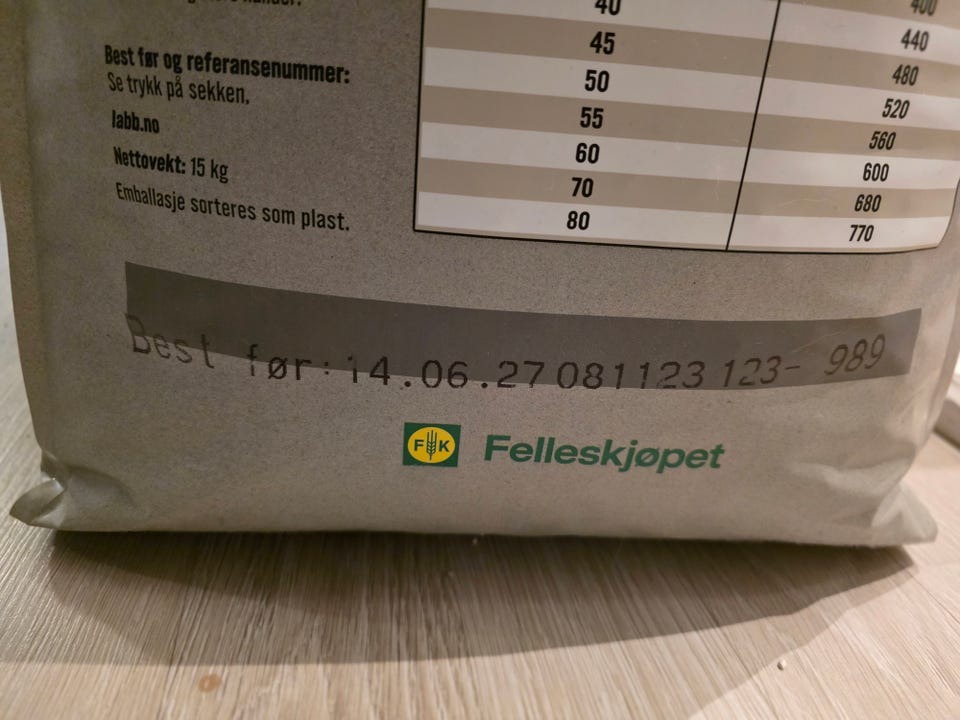 Best før og referansenummer:
Se trykk på sekken.
labb.no
Nettovekt: 15 kg
Emballasje sorteres som plast.
40 400
45 440
50 480
55 520
60 560
70 600
80 680
770
Best før: 14.06.27 081123 123- 989
FK Felleskjøpet